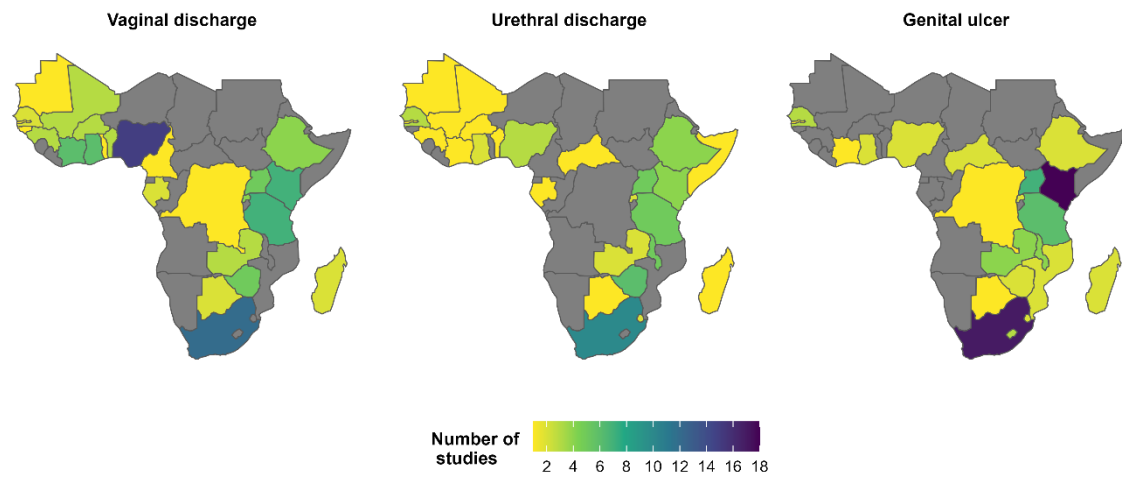 Vaginal discharge
Urethral discharge
Genital ulcer
Number of
studies
2 4 6 8 10 12 14 16 18